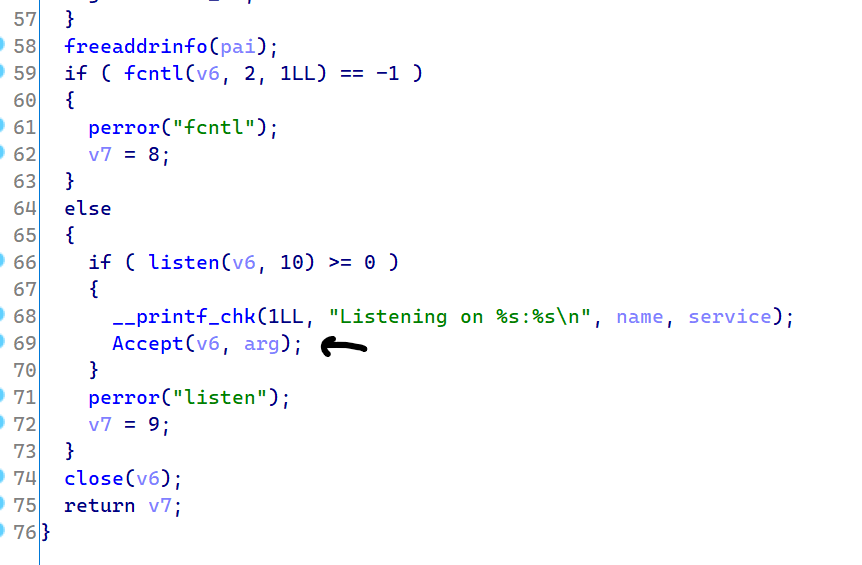 57 }
58 freeaddrinfo(pai);
59 if ( fcntl(v6, 2, 1LL) == -1 )
60 {
61 perror("fcntl");
62 v7 = 8;
63 }
64 else
65 {
66 if ( listen(v6, 10) >= 0 )
67 {
68 __printf_chk(1LL, "Listening on %s:%s\n", name, service);
69 Accept(v6, arg);
70 }
71 perror("listen");
72 v7 = 9;
73 }
74 close(v6);
75 return v7;
76 }